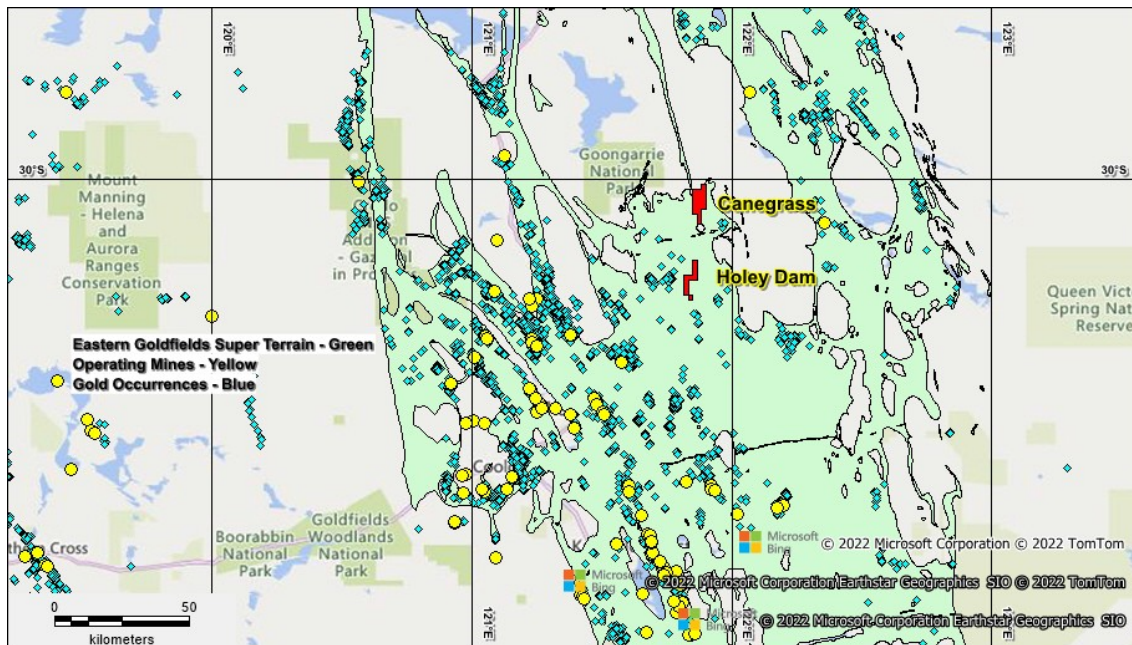 120°E
121°E
122°E
123°E
30°S
Goongarrie
National
Park
Mount
Manning
- Helena
and
Aurora
Ranges
Conservation
Park
Canegrass
Holey Dam
Queen Vict
Spring Nat
Reserve
Eastern Goldfields Super Terrain - Green
Operating Mines - Yellow
Gold Occurrences - Blue
Boorabbin
National
Park
Goldfields
Woodlands
National
Park
Cross
K
Microsoft
Bing
© 2022 Microsoft Corporation © 2022 TomTom
Microsoft
Bing
© 2022 Microsoft Corporation Earthstar Geographics SIO © 2022 TomTom
Microsoft
Bing
© 2022 Microsoft Corporation Earthstar Geographics SIO
0 50
kilometers
121°E
122°E